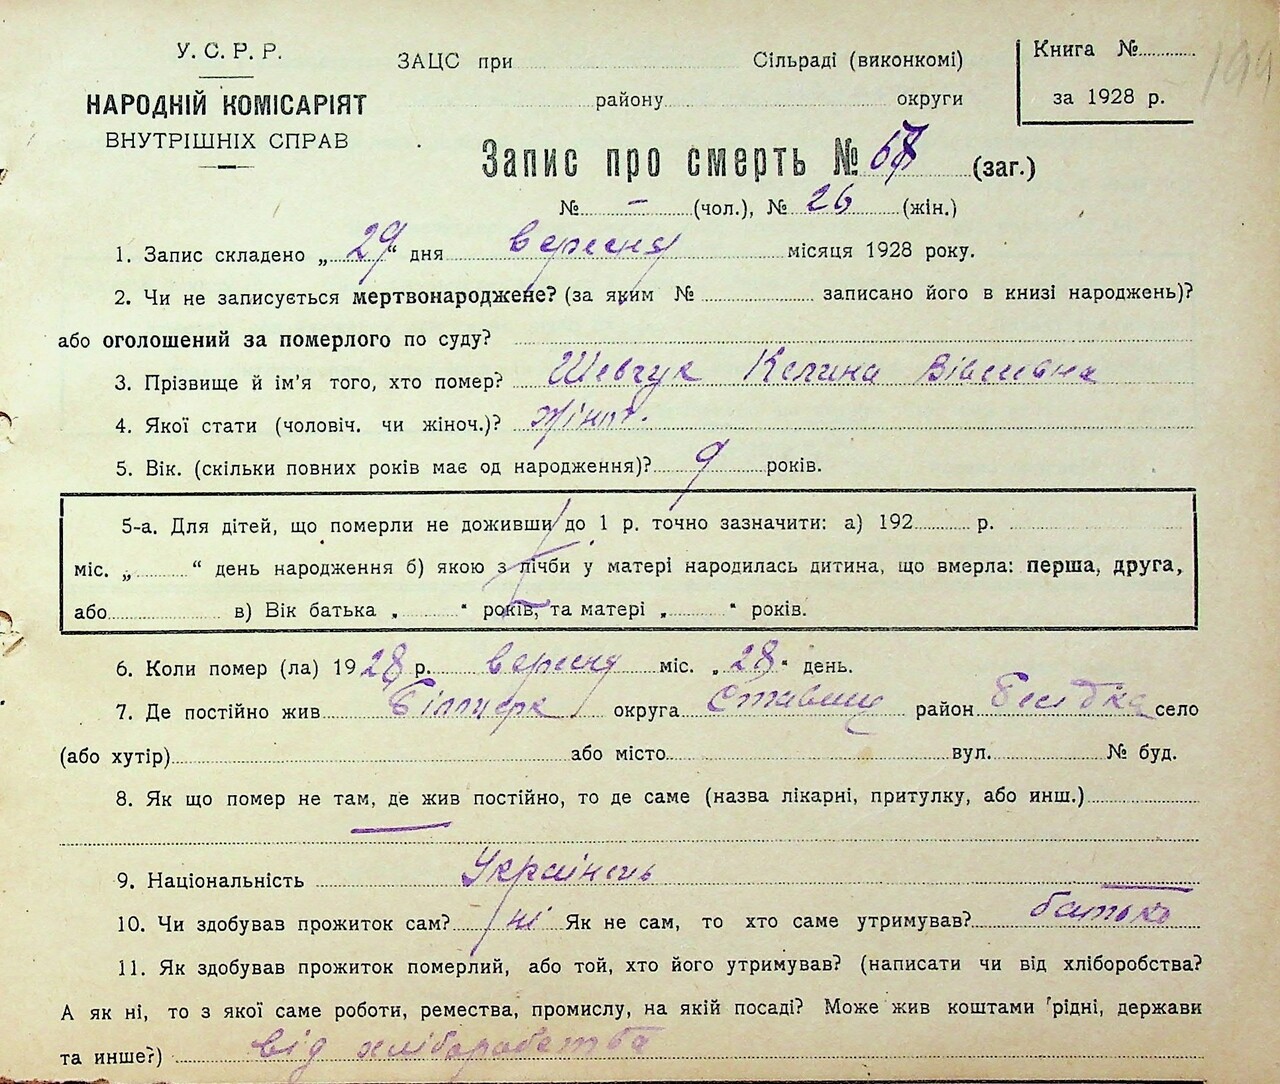 У. С. Р. Р.
НАРОДНІЙ КОМІСАРІЯТ
ВНУТРІШНІХ СПРАВ
ЗАЦС при Сільраді (виконкомі)
району округи
Книга №
за 1928 р.
199
Запис про смерть № (заг.)
№ - (чол.), № 26 (жін.)
1. Запис складено „29“ дня вересня місяця 1928 року.
2. Чи не записується мертвонароджене? (за яким № записано його в книзі народжень)?
або оголошений за померлого по суду?
3. Прізвище й ім'я того, хто помер? Шевчук
4. Якої стати (чоловіч. чи жіноч.)? жіноч.
5. Вік. (скільки повних років має од народження)? 9 років.
5-а. Для дітей, що померли не доживши до 1 р. точно зазначити: а) 192 р.
міс. „ “ день народження б) якою з лічби у матері народилась дитина, що вмерла: перша, друга,
або в) Вік батька „ “ років, та матері „ “ років.
6. Коли помер (ла) 1928 р. вересня міс. „28“ день.
7. Де постійно жив Білоцерк округа Ставищ район Бесідка село
(або хутір) або місто вул. № буд.
8. Як що помер не там, де жив постійно, то де саме (назва лікарні, притулку, або инш.)
9. Національність Українець
10. Чи здобував прожиток сам? ні Як не сам, то хто саме утримував? батько
11. Як здобував прожиток померлий, або той, хто його утримував? (написати чи від хліборобства?
А як ні, то з якої саме роботи, ремества, промислу, на якій посаді? Може жив коштами рідні, держави
та инше?) від хліборобства